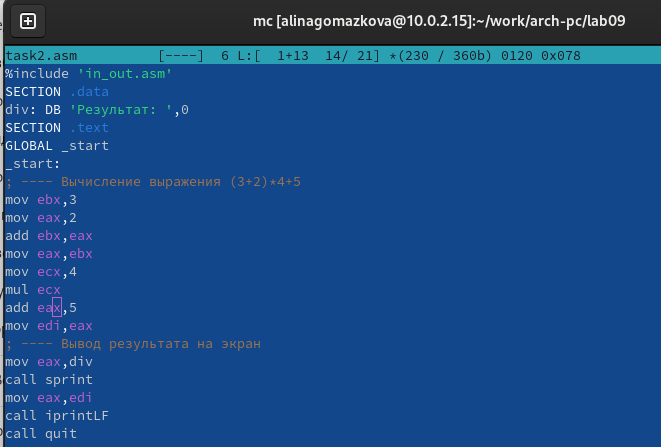 mc [alinagomazkova@10.0.2.15]:~/work/arch-pc/lab09
task2.asm [----] 6 L:[ 1+13 14/ 21] *(230 / 360b) 0120 0x078
%include 'in_out.asm'
SECTION .data
div: DB 'Результат: ',0
SECTION .text
GLOBAL _start
_start:
; ---- Вычисление выражения (3+2)*4+5
mov ebx,3
mov eax,2
add ebx,eax
mov eax,ebx
mov ecx,4
mul ecx
add eax,5
mov edi,eax
; ---- Вывод результата на экран
mov eax,div
call sprint
mov eax,edi
call iprintLF
call quit